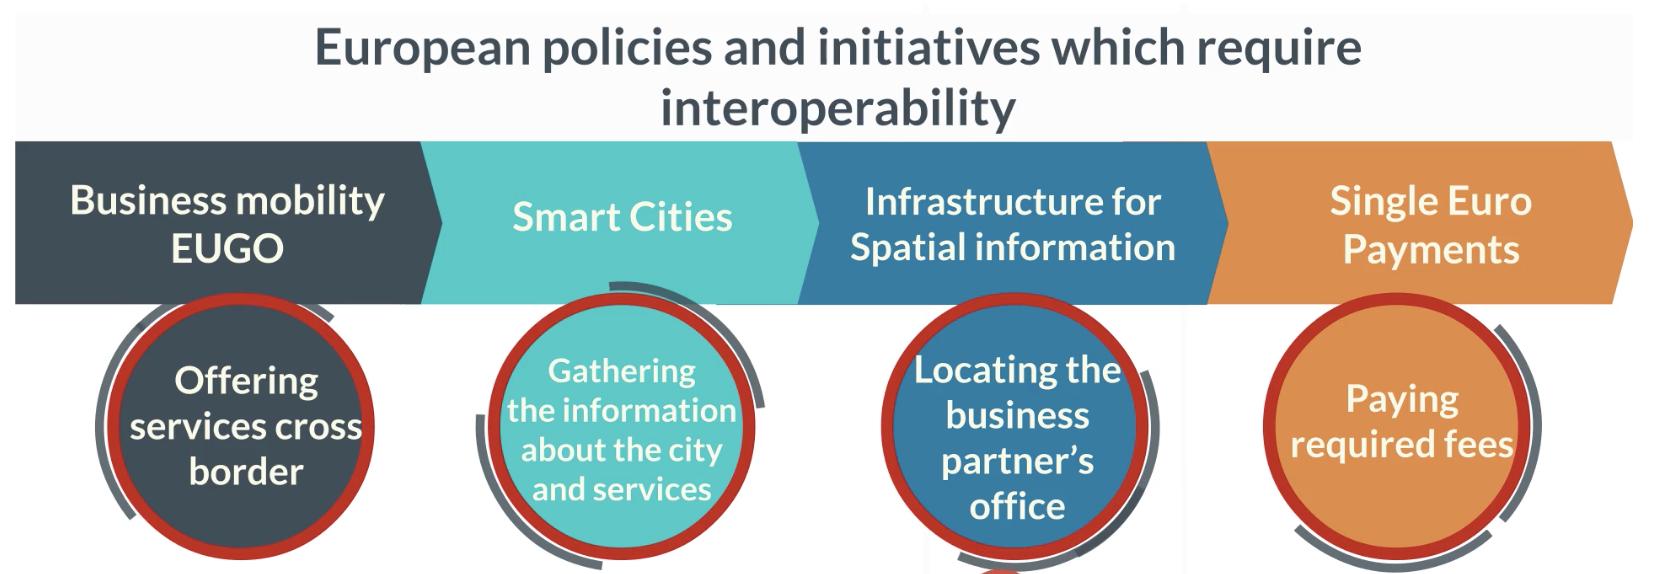 European policies and initiatives which require
interoperability
Business mobility
EUGO
Smart Cities
Infrastructure for
Spatial information
Single Euro
Payments
Offering
services cross
border
Gathering
the information
about the city
and services
Locating the
business
partner’s
office
Paying
required fees